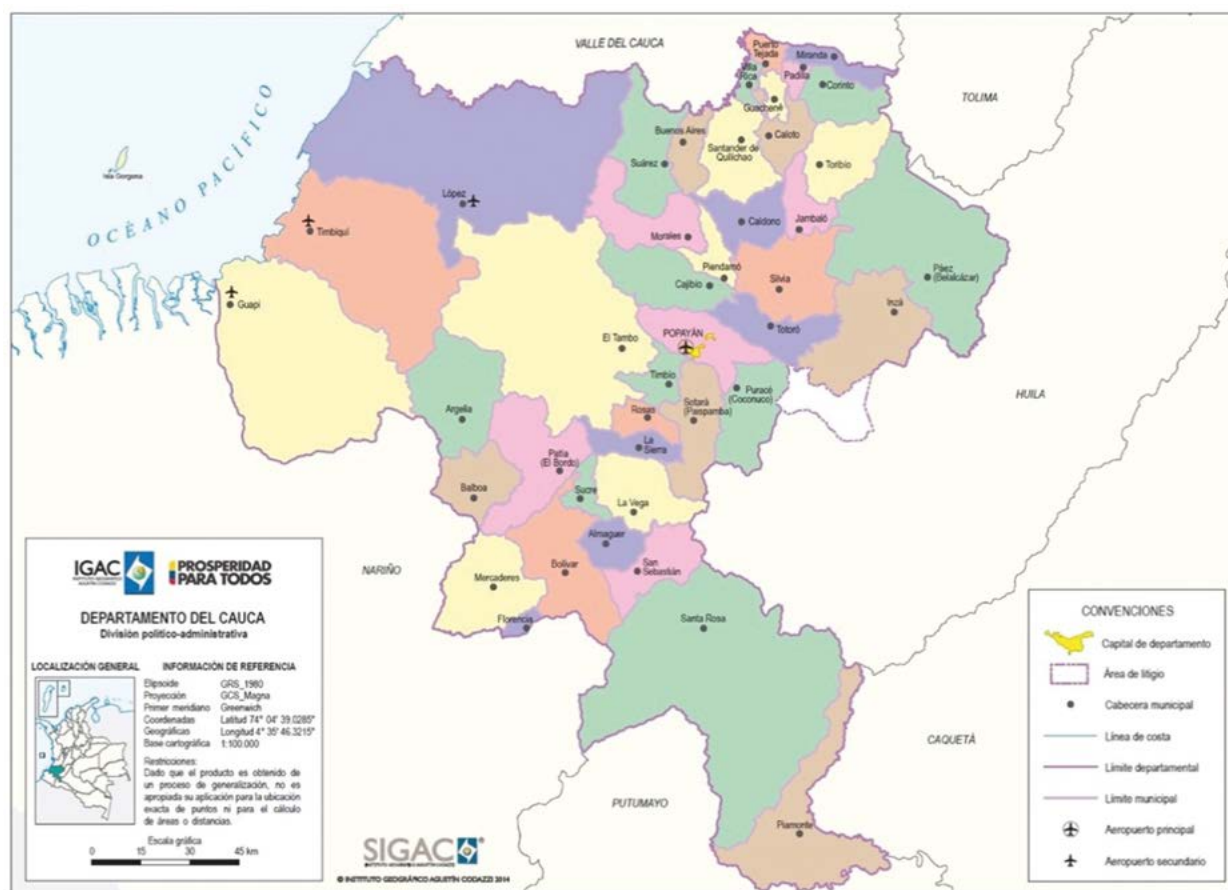 VALLE DEL CAUCA
TOLIMA
HUILA
CAQUETÁ
PUTUMAYO
NARIÑO
OCÉANO PACÍFICO
Isla Gorgona
Puerto
Tejada
Miranda
Villa
Rica
Padilla
Corinto
Guachené
Buenos Aires
Santander de
Quilichao
Caloto
Suárez
Toribío
López
Timbiquí
Morales
Caldono
Jambaló
Guapi
Cajibío
Piendamó
Silvia
Páez
(Belalcázar)
Inzá
El Tambo
POPAYÁN
Totoró
Timbío
Puracé
(Coconuco)
Argelia
Rosas
Sotará
(Paispamba)
Patía
(El Bordo)
La
Sierra
Balboa
Sucre
La Vega
Almaguer
Mercaderes
Bolívar
San
Sebastián
Florencia
Santa Rosa
Piamonte
IGAC
INSTITUTO GEOGRÁFICO
AGUSTÍN CODAZZI
PROSPERIDAD
PARA TODOS
DEPARTAMENTO DEL CAUCA
División político-administrativa
LOCALIZACIÓN GENERAL
INFORMACIÓN DE REFERENCIA
Elipsoide GRS_1980
Proyección GCS_Magna
Primer meridiano Greenwich
Coordenadas Latitud 74° 04' 39.0285"
Geográficas Longitud 4° 35' 46.3215"
Base cartográfica 1:100.000
Restricciones:
Dado que el producto es obtenido de
un proceso de generalización, no es
apropiada su aplicación para la ubicación
exacta de puntos ni para el cálculo
de áreas o distancias.
Escala gráfica
0 15 30 45 km
SIGAC
© INSTITUTO GEOGRÁFICO AGUSTÍN CODAZZI 2014
CONVENCIONES
Capital de departamento
Área de litigio
Cabecera municipal
Línea de costa
Límite departamental
Límite municipal
Aeropuerto principal
Aeropuerto secundario